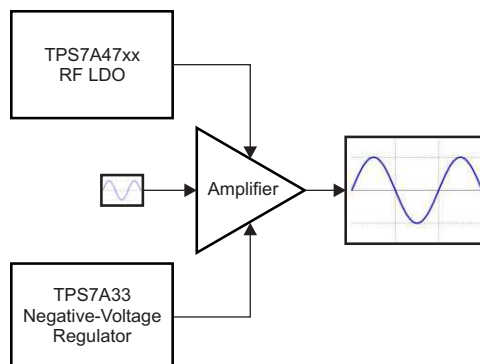 TPS7A47xx
RF LDO
Amplifier
TPS7A33
Negative-Voltage
Regulator